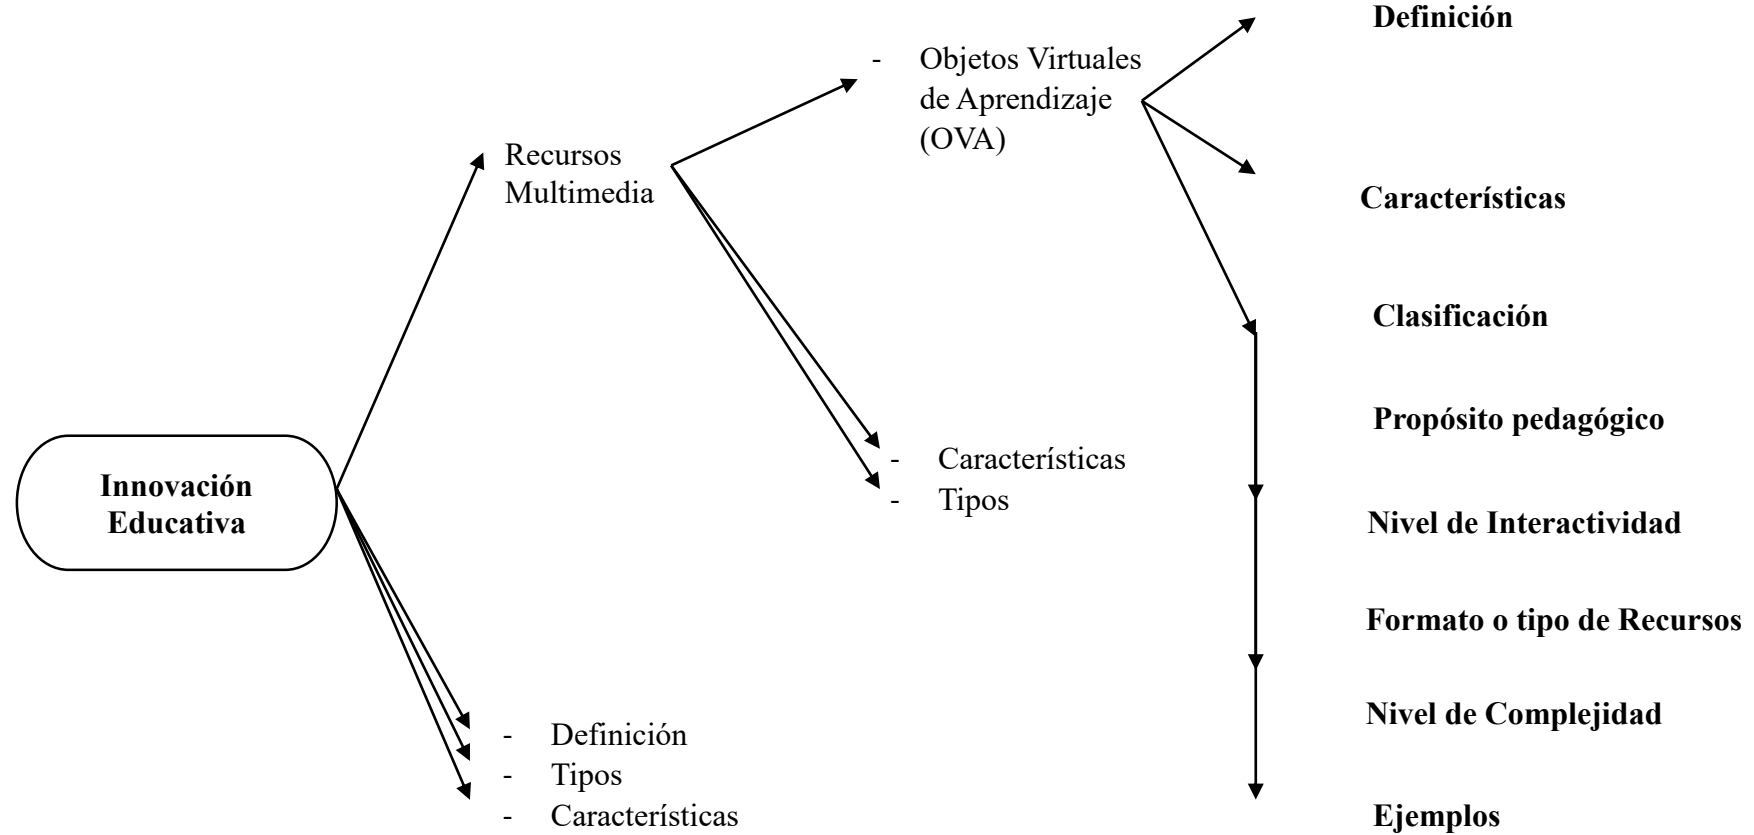 Definición
- Objetos Virtuales
de Aprendizaje
(OVA)
Recursos
Multimedia
Características
Clasificación
Propósito pedagógico
- Características
- Tipos
Innovación
Educativa
Nivel de Interactividad
Formato o tipo de Recursos
Nivel de Complejidad
- Definición
- Tipos
- Características
Ejemplos